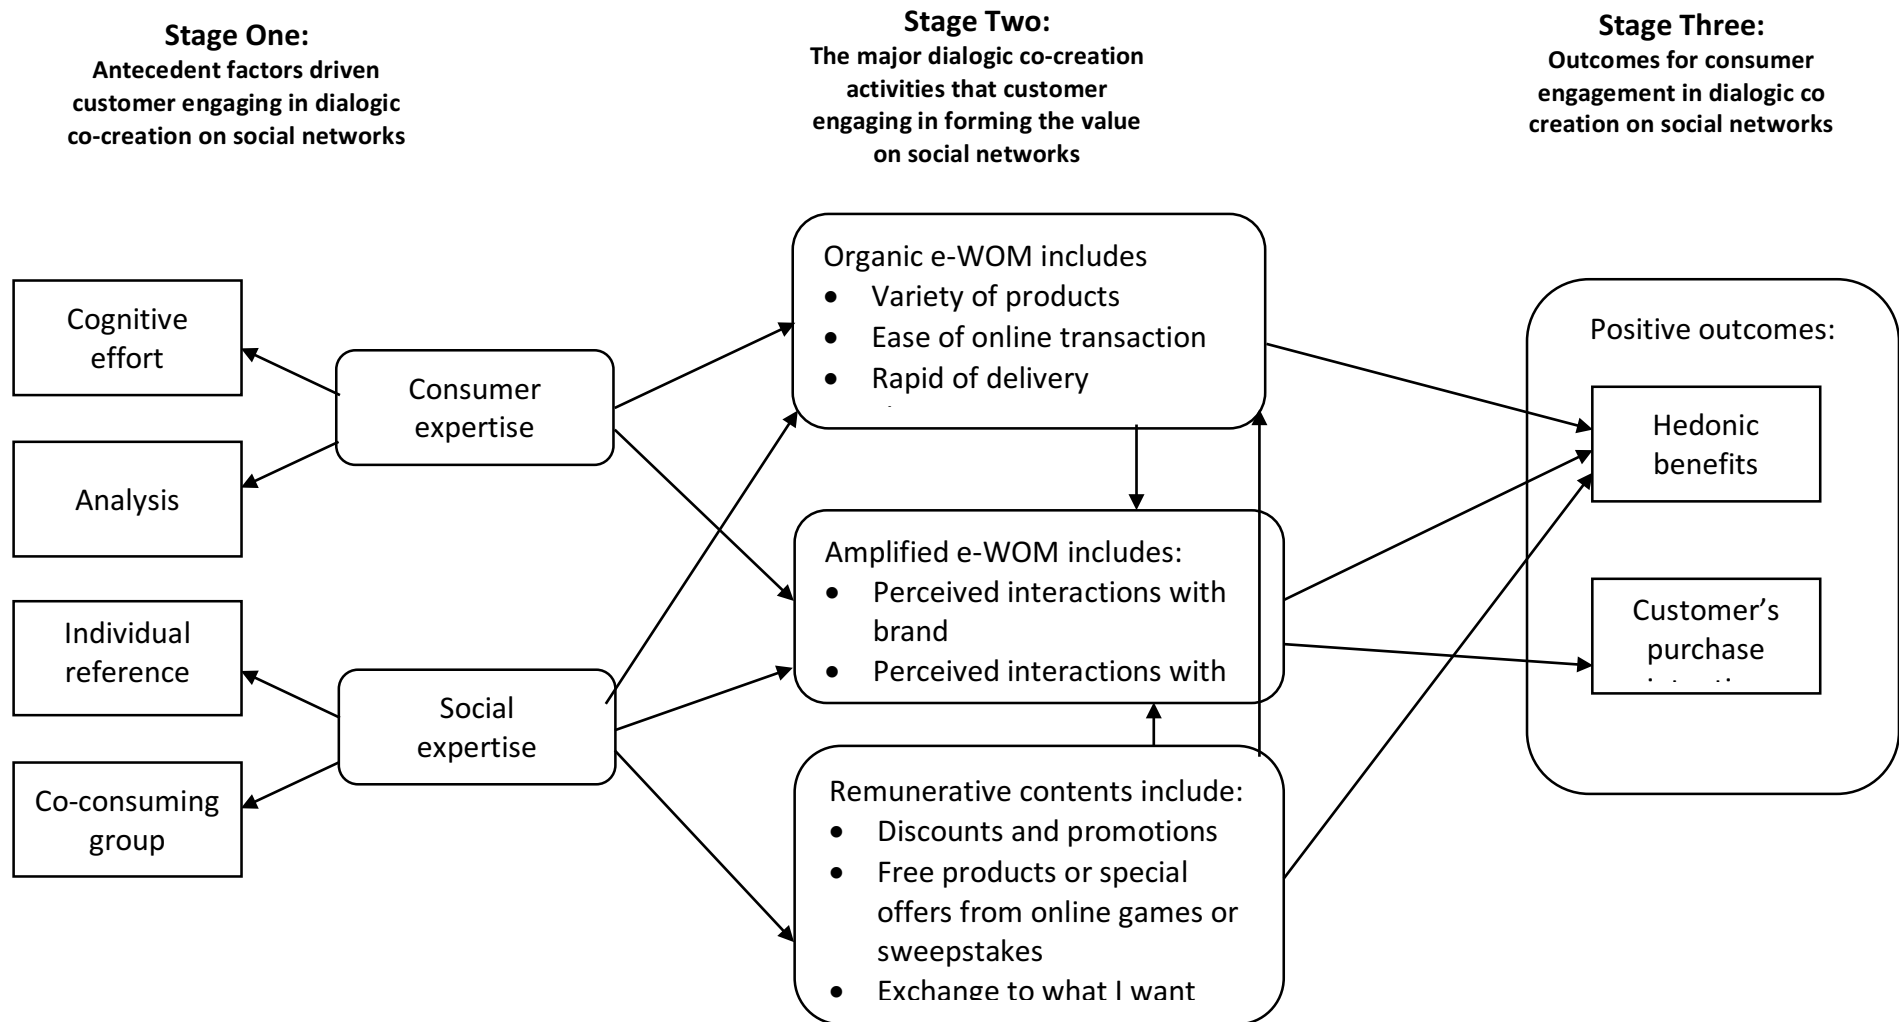 Stage One:
Antecedent factors driven
customer engaging in dialogic
co-creation on social networks
Stage Two:
The major dialogic co-creation
activities that customer
engaging in forming the value
on social networks
Stage Three:
Outcomes for consumer
engagement in dialogic co
creation on social networks
Cognitive
effort
Analysis
Individual
reference
Co-consuming
group
Consumer
expertise
Social
expertise
Organic e-WOM includes
• Variety of products
• Ease of online transaction
• Rapid of delivery
Amplified e-WOM includes:
• Perceived interactions with
brand
• Perceived interactions with
Remunerative contents include:
• Discounts and promotions
• Free products or special
offers from online games or
sweepstakes
• Exchange to what I want
Positive outcomes:
Hedonic
benefits
Customer’s
purchase